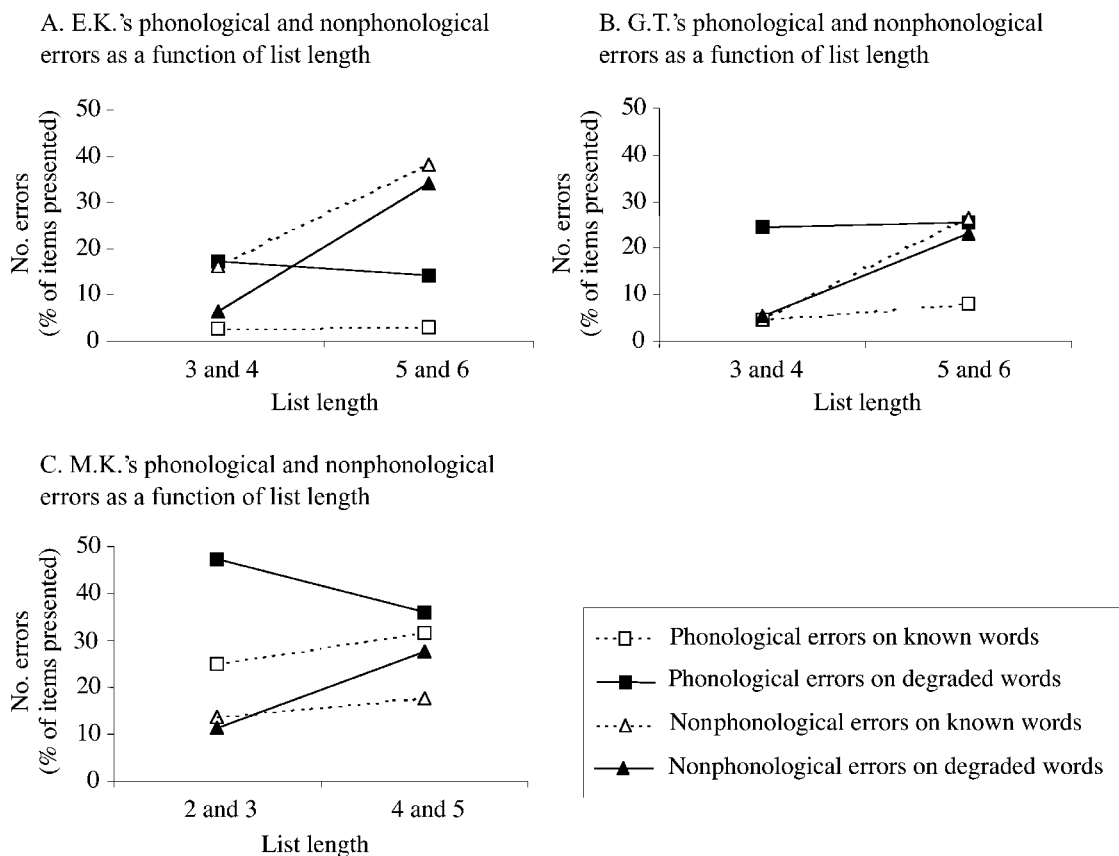 A. E.K.’s phonological and nonphonological
errors as a function of list length
No. errors
(% of items presented)
50
40
30
20
10
0
3 and 4
5 and 6
List length
B. G.T.’s phonological and nonphonological
errors as a function of list length
No. errors
(% of items presented)
50
40
30
20
10
0
3 and 4
5 and 6
List length
C. M.K.’s phonological and nonphonological
errors as a function of list length
No. errors
(% of items presented)
50
40
30
20
10
0
2 and 3
4 and 5
List length
Phonological errors on known words
Phonological errors on degraded words
Nonphonological errors on known words
Nonphonological errors on degraded words